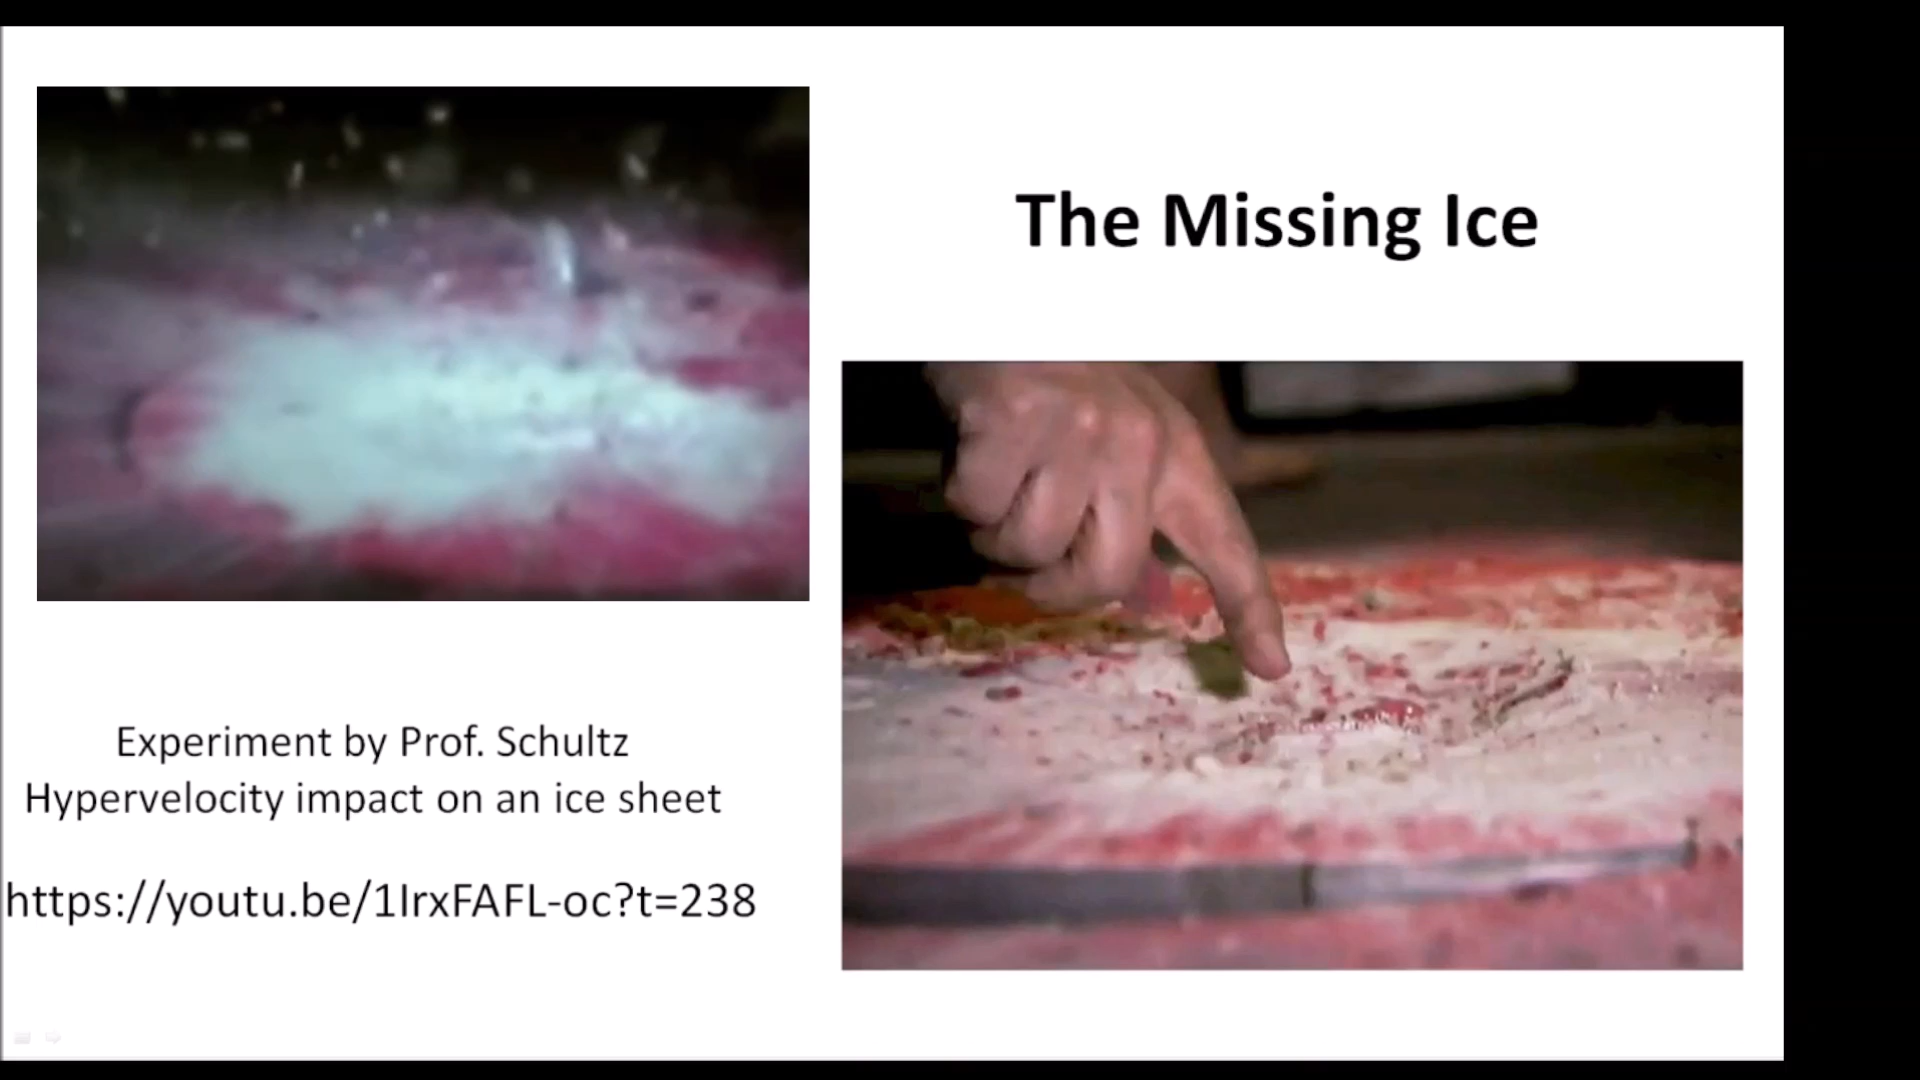 The Missing Ice
Experiment by Prof. Schultz
Hypervelocity impact on an ice sheet
https://youtu.be/1IrxFAFL-oc?t=238